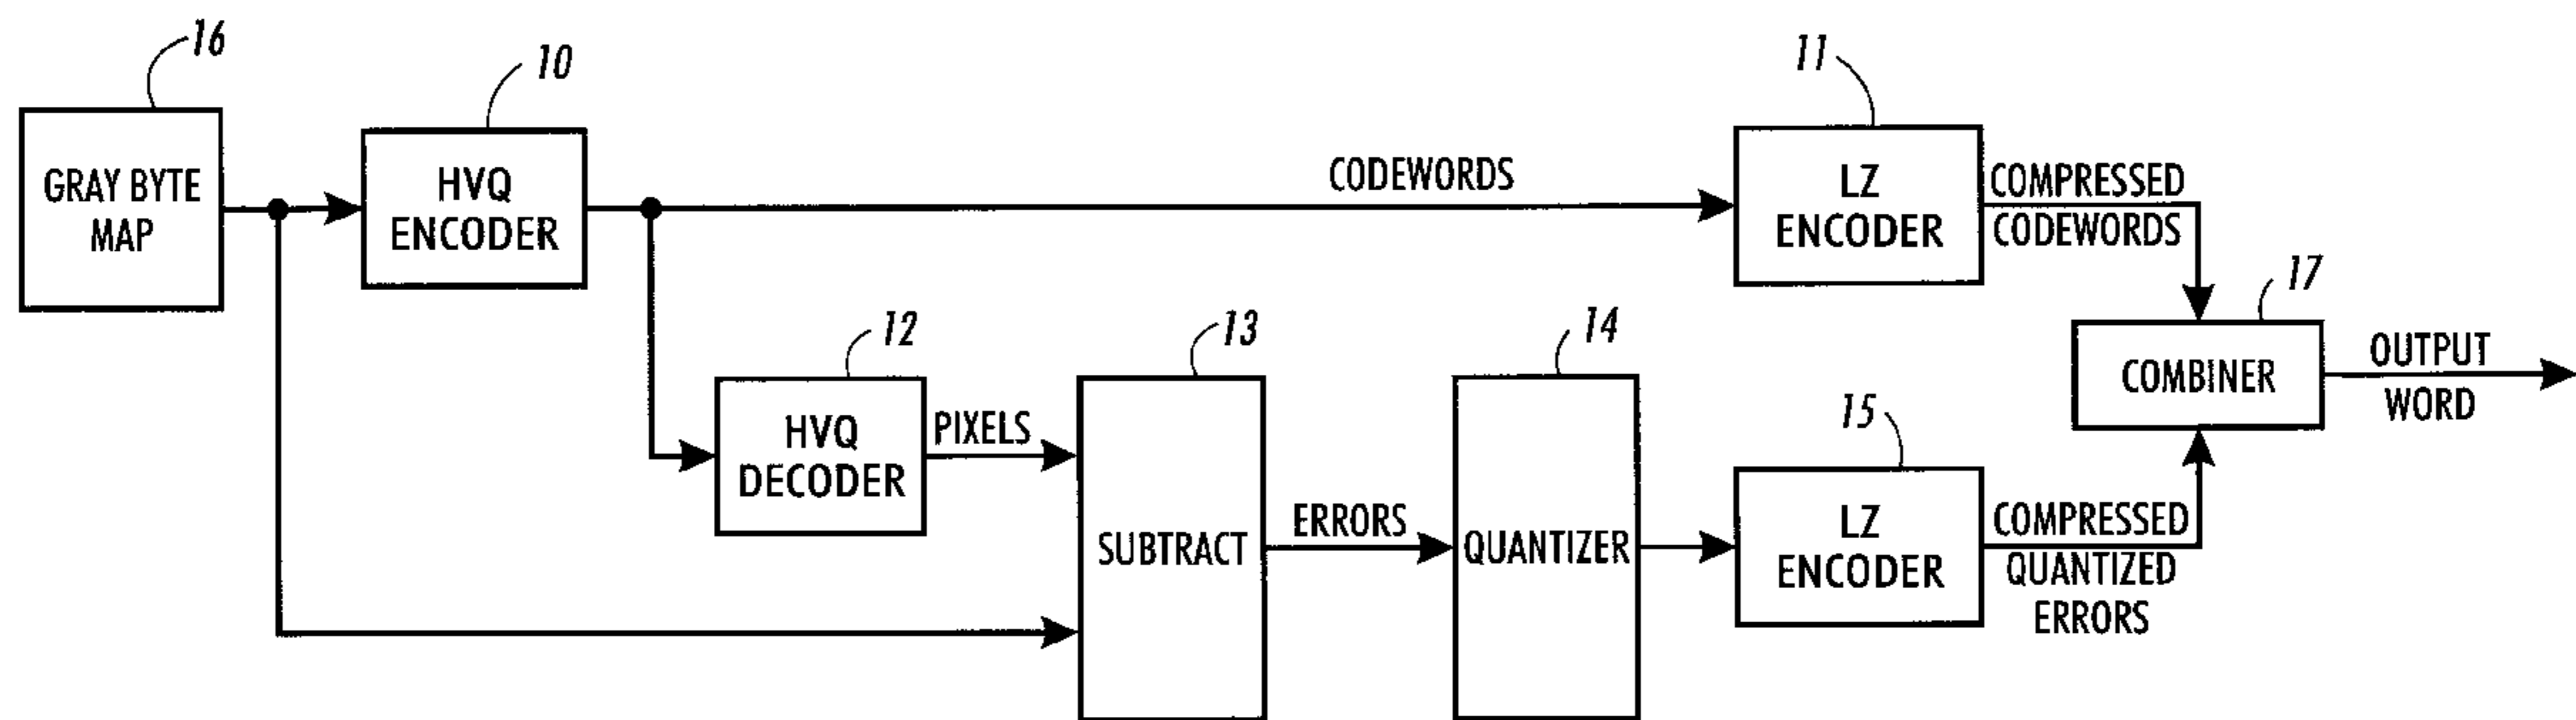 16
10
11
GRAY BYTE
MAP
HVQ
ENCODER
CODEWORDS
LZ
ENCODER
COMPRESSED
CODEWORDS
17
COMBINER
OUTPUT
WORD
12
HVQ
DECODER
PIXELS
13
SUBTRACT
ERRORS
14
QUANTIZER
15
LZ
ENCODER
COMPRESSED
QUANTIZED
ERRORS